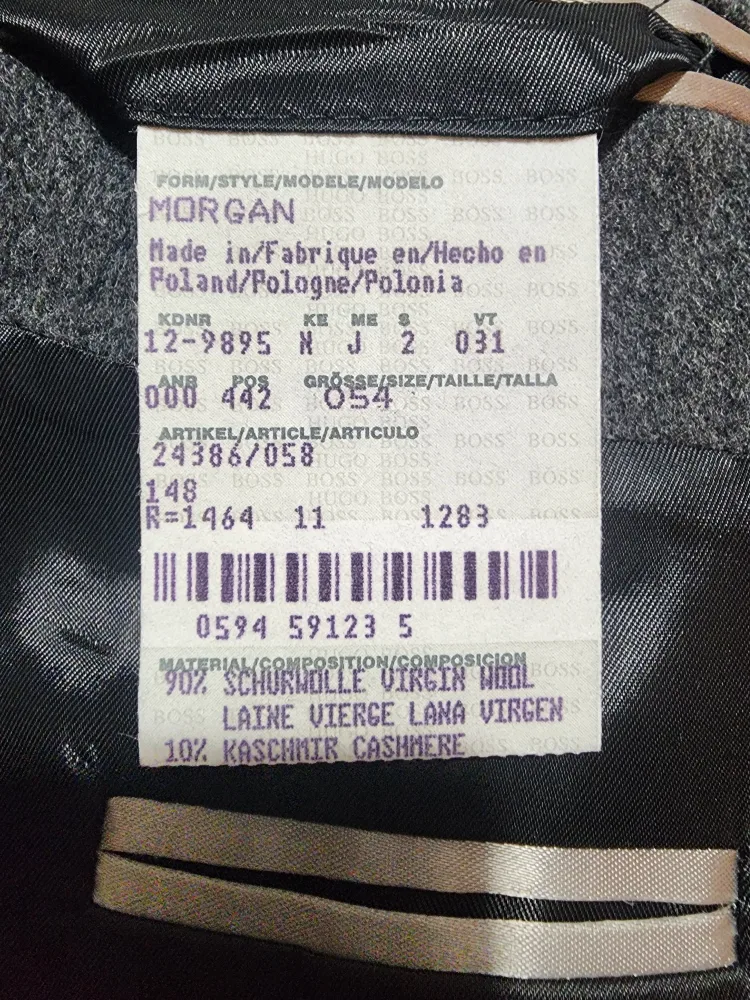 FORM/STYLE/MODELE/MODELO
MORGAN
Made in/Fabrique en/Hecho en
Poland/Pologne/Polonia
KDNR KE ME S VT
12-9895 N J 2 031
ANR POS GRÖSSE/SIZE/TAILLE/TALLA
000 442 054
ARTIKEL/ARTICLE/ARTICULO
24386/058
148
R=1464 11 1283
0594 59123 5
MATERIAL/COMPOSITION/COMPOSICION
90% SCHURWOLLE VIRGIN WOOL
LAINE VIERGE LANA VIRGEN
10% KASCHMIR CASHMERE